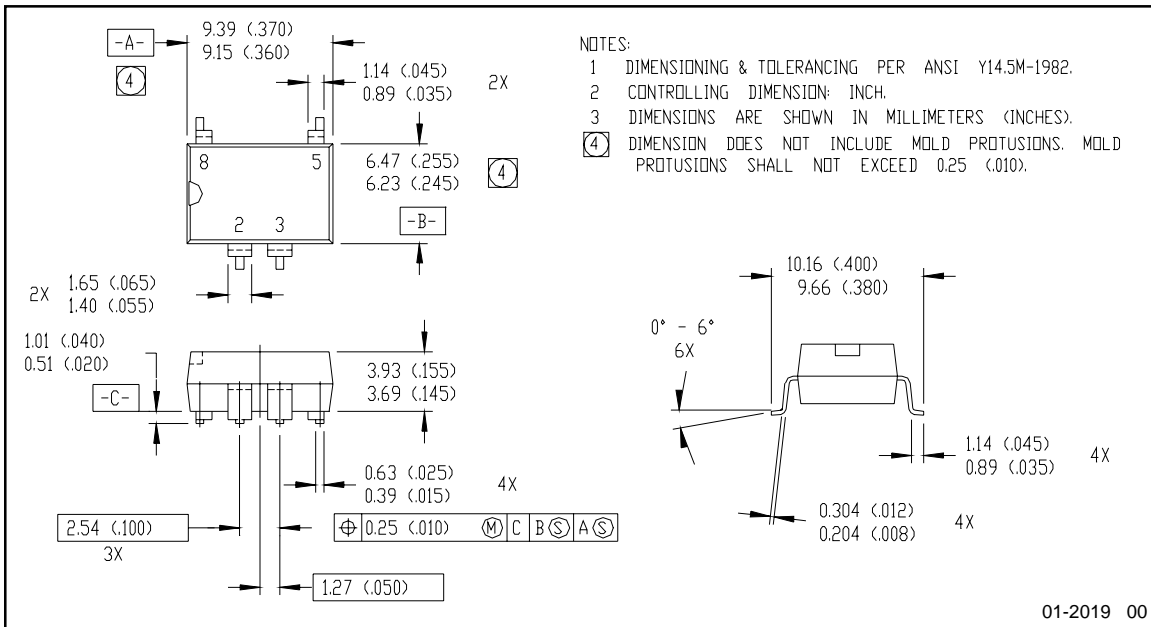 -A-
9.39 (.370)
9.15 (.360)
4
1.14 (.045)
0.89 (.035)
2X
8 5
6.47 (.255)
6.23 (.245)
4
-B-
2 3
2X
1.65 (.065)
1.40 (.055)
1.01 (.040)
0.51 (.020)
-C-
3.93 (.155)
3.69 (.145)
0.63 (.025)
0.39 (.015)
4X
2.54 (.100)
3X
⌖ 0.25 (.010) Ⓜ C B Ⓢ A Ⓢ
1.27 (.050)
NOTES:
1 DIMENSIONING & TOLERANCING PER ANSI Y14.5M-1982.
2 CONTROLLING DIMENSION: INCH.
3 DIMENSIONS ARE SHOWN IN MILLIMETERS (INCHES).
4 DIMENSION DOES NOT INCLUDE MOLD PROTUSIONS. MOLD
PROTUSIONS SHALL NOT EXCEED 0.25 (.010).
10.16 (.400)
9.66 (.380)
0° - 6°
6X
1.14 (.045)
0.89 (.035)
4X
0.304 (.012)
0.204 (.008)
4X
01-2019 00